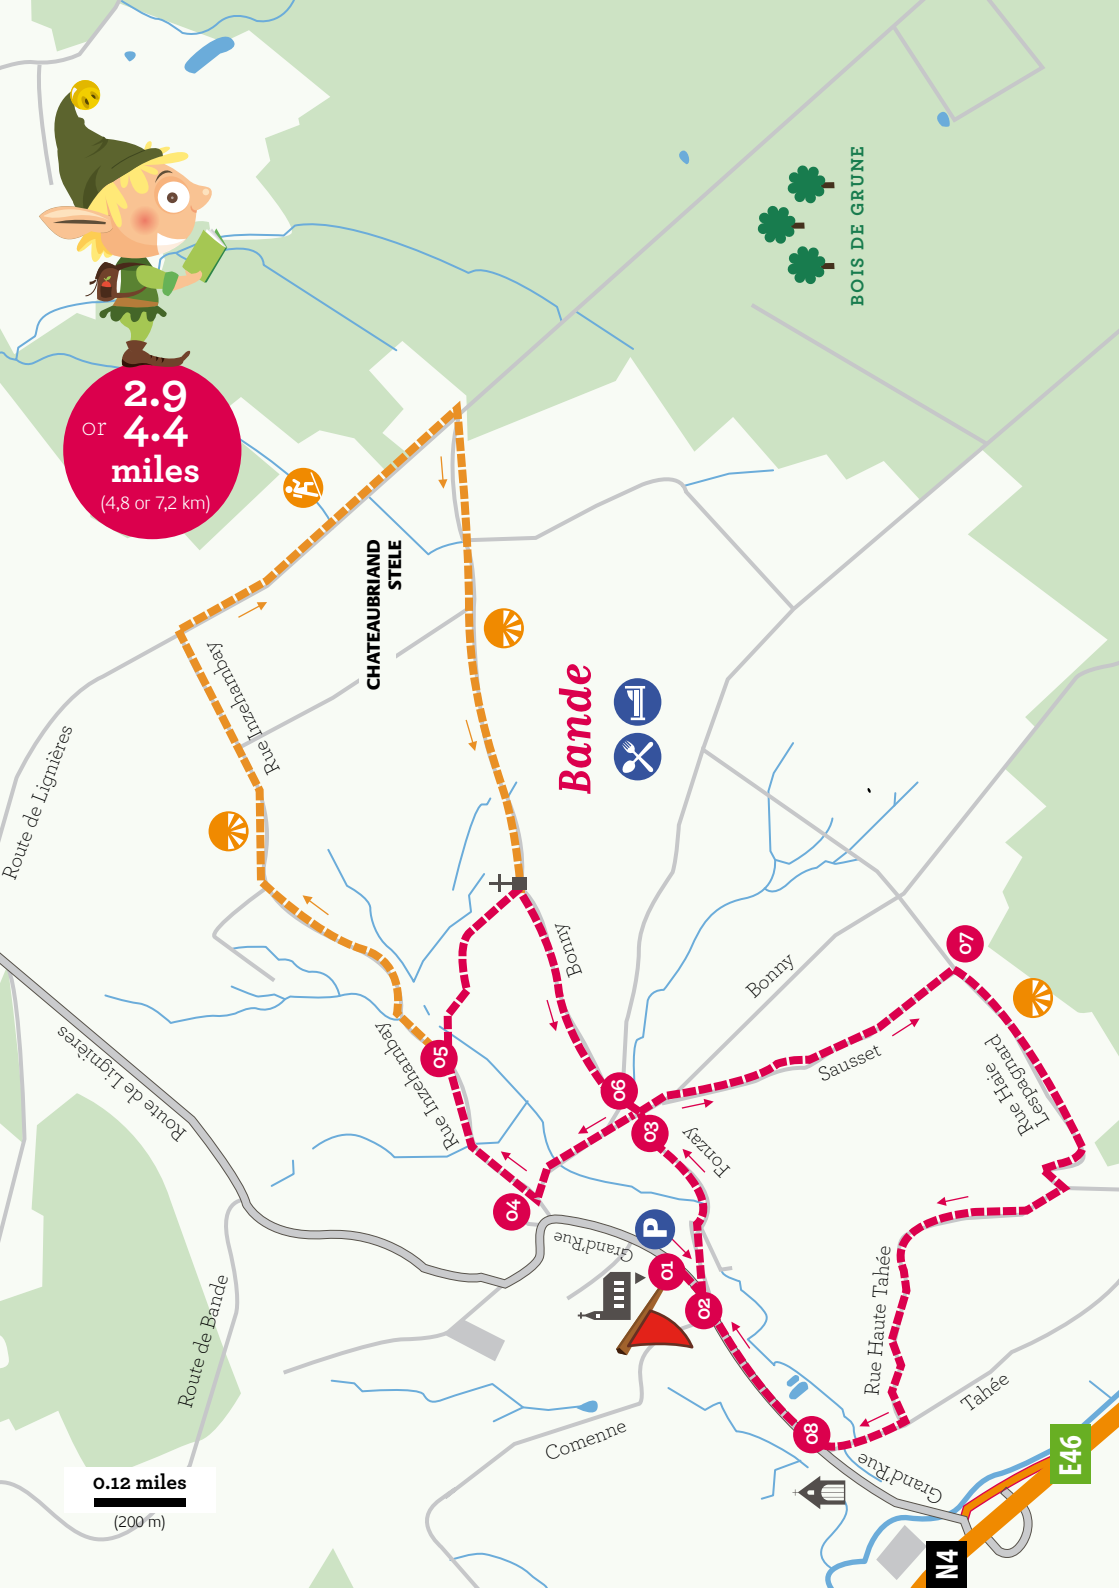 2.9
or 4.4
miles
(4,8 or 7,2 km)
BOIS DE GRUNE
CHATEAUBRIAND
STELE
Rue Inzehambay
Route de Lignières
Bande
Bonny
Bonny
Route de Lignières
Rue Inzehambay
05
06
03
07
Sausset
Rue Haie
Lespagnard
Fonzay
04
P
Grand'Rue
01
02
Route de Bande
Rue Haute Tahée
Tahée
Comenne
08
Grand'Rue
E46
N4
0.12 miles
(200 m)